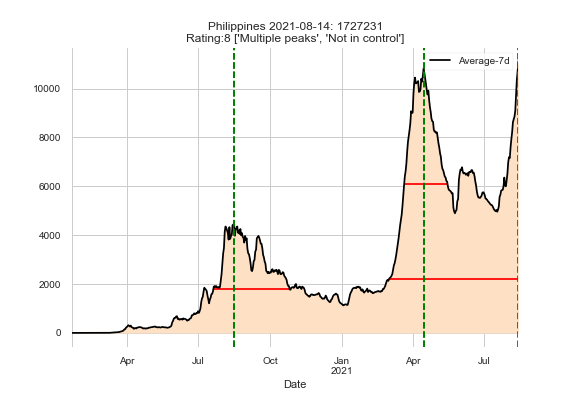 Philippines 2021-08-14: 1727231
Rating:8 ['Multiple peaks', 'Not in control']
Average-7d
10000
8000
6000
4000
2000
0
Apr
Jul
Oct
Jan
2021
Apr
Jul
Date